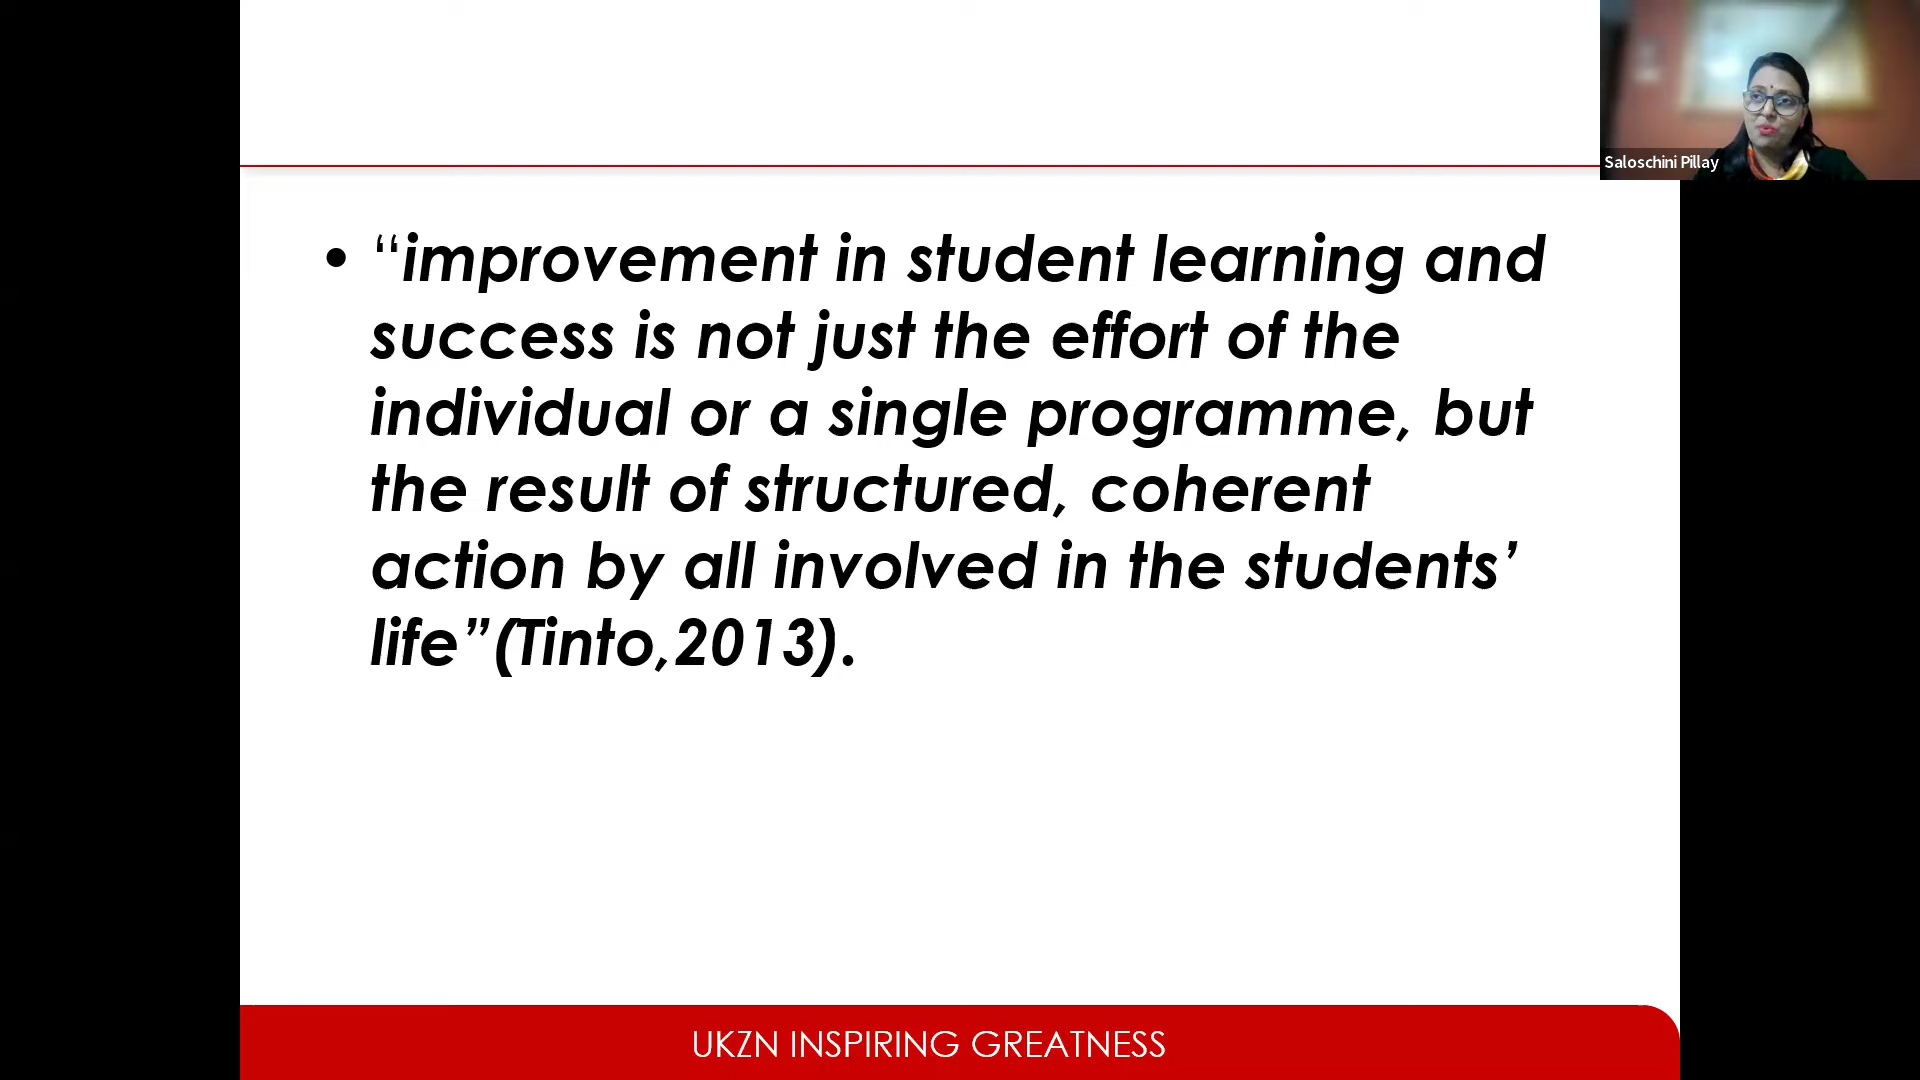 Saloschini Pillay
• “improvement in student learning and
success is not just the effort of the
individual or a single programme, but
the result of structured, coherent
action by all involved in the students’
life”(Tinto,2013).
UKZN INSPIRING GREATNESS